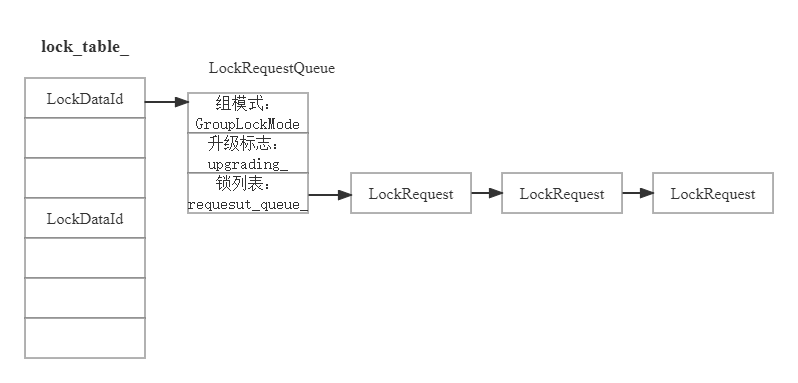 lock_table_
LockRequestQueue
LockDataId
组模式：
GroupLockMode
升级标志：
upgrading_
锁列表：
requesut_queue_
LockRequest
LockRequest
LockRequest
LockDataId